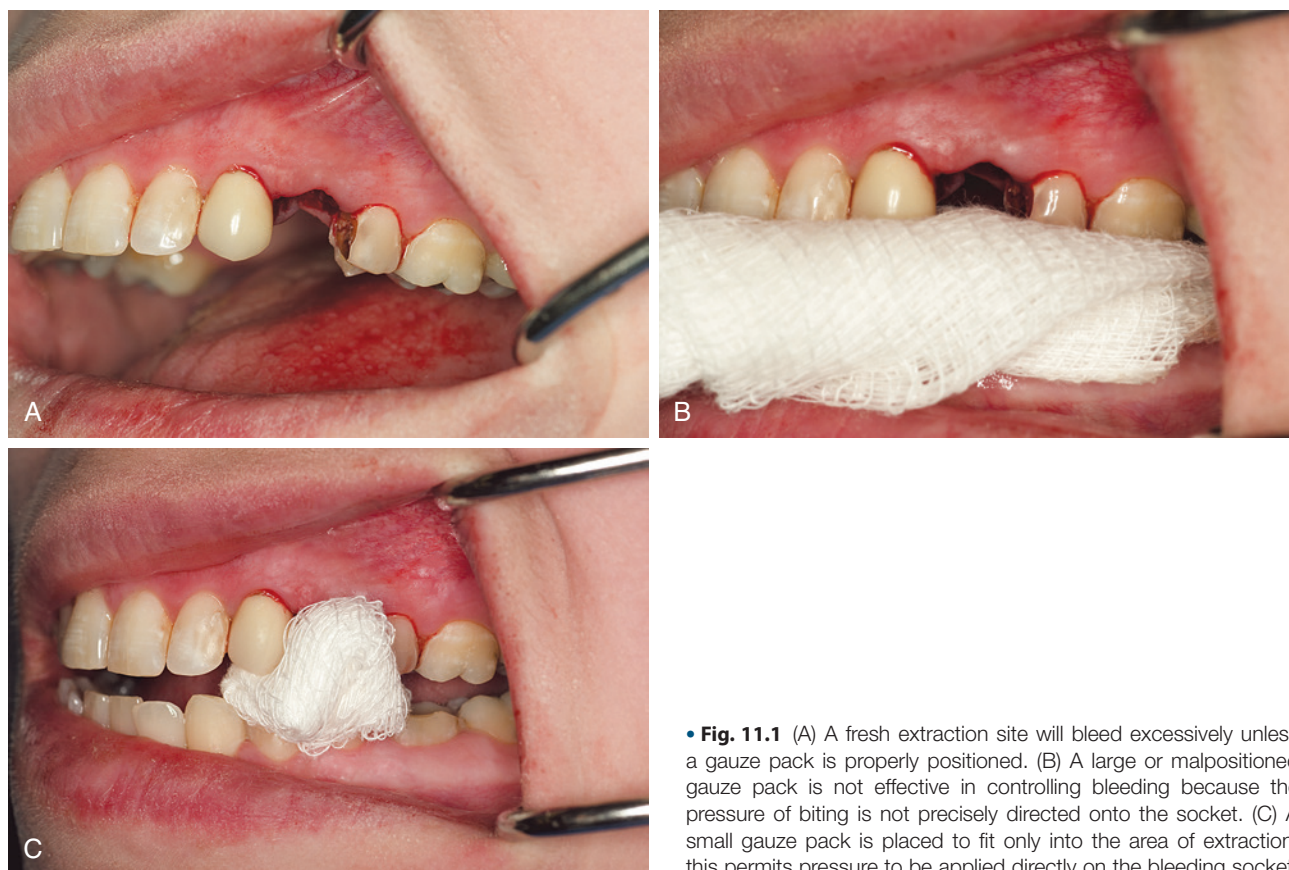 A
B
C
• Fig. 11.1 (A) A fresh extraction site will bleed excessively unless
a gauze pack is properly positioned. (B) A large or malpositioned
gauze pack is not effective in controlling bleeding because the
pressure of biting is not precisely directed onto the socket. (C) A
small gauze pack is placed to fit only into the area of extraction
this permits pressure to be applied directly on the bleeding socket